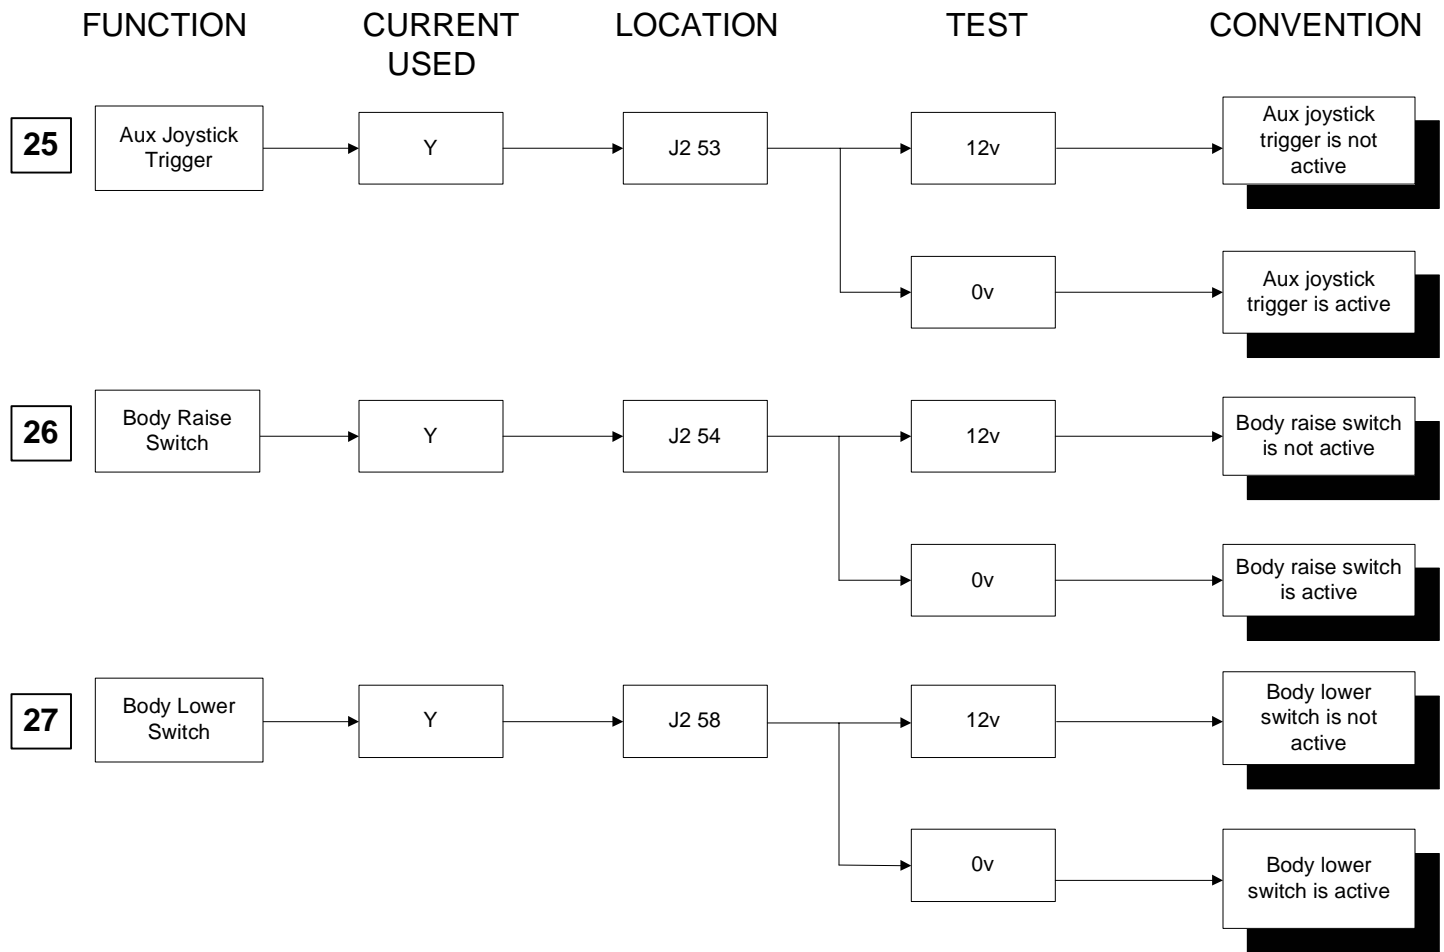 FUNCTION
CURRENT
USED
LOCATION
TEST
CONVENTION
25
Aux Joystick
Trigger
Y
J2 53
12v
Aux joystick
trigger is not
active
0v
Aux joystick
trigger is active
26
Body Raise
Switch
Y
J2 54
12v
Body raise switch
is not active
0v
Body raise switch
is active
27
Body Lower
Switch
Y
J2 58
12v
Body lower
switch is not
active
0v
Body lower
switch is active